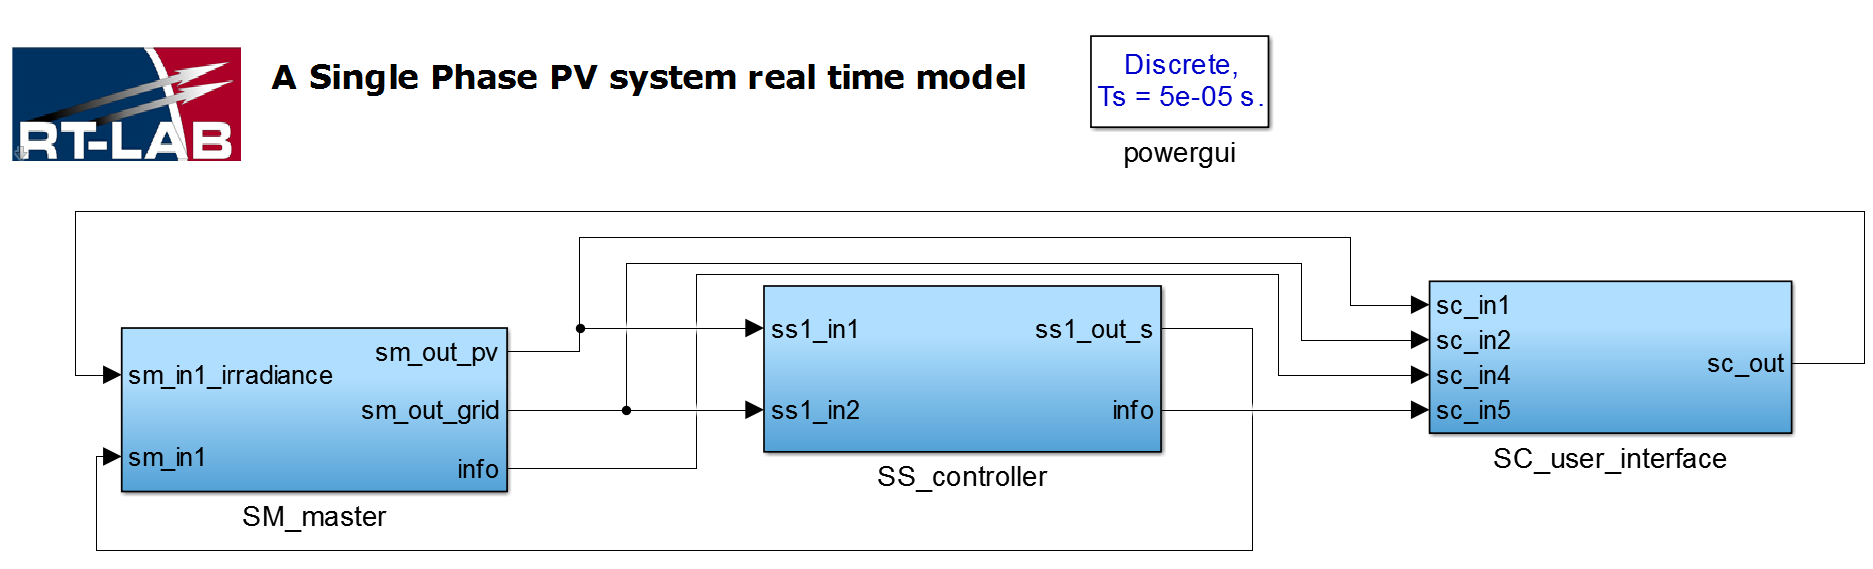 RT-LAB
A Single Phase PV system real time model
Discrete,
Ts = 5e-05 s.
powergui
sm_in1_irradiance
sm_in1
sm_out_pv
sm_out_grid
info
SM_master
ss1_in1
ss1_in2
ss1_out_s
info
SS_controller
sc_in1
sc_in2
sc_in4
sc_in5
sc_out
SC_user_interface